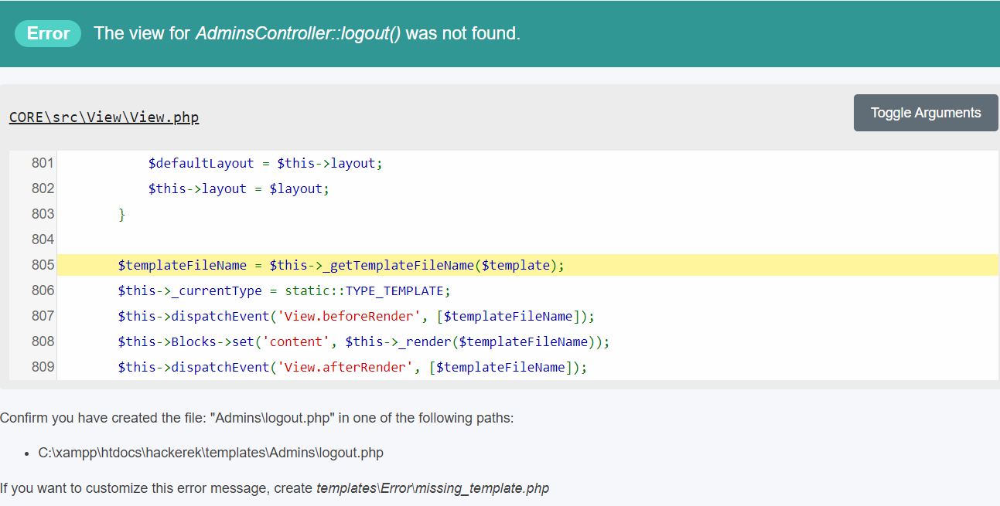 Error The view for AdminsController::logout() was not found.
CORE\src\View\View.php
Toggle Arguments
801 $defaultLayout = $this->layout;
802 $this->layout = $layout;
803 }
804
805 $templateFileName = $this->_getTemplateFileName($template);
806 $this->_currentType = static::TYPE_TEMPLATE;
807 $this->dispatchEvent('View.beforeRender', [$templateFileName]);
808 $this->Blocks->set('content', $this->_render($templateFileName));
809 $this->dispatchEvent('View.afterRender', [$templateFileName]);
Confirm you have created the file: "Admins\logout.php" in one of the following paths:
• C:\xampp\htdocs\hackerek\templates\Admins\logout.php
If you want to customize this error message, create templates\Error\missing_template.php